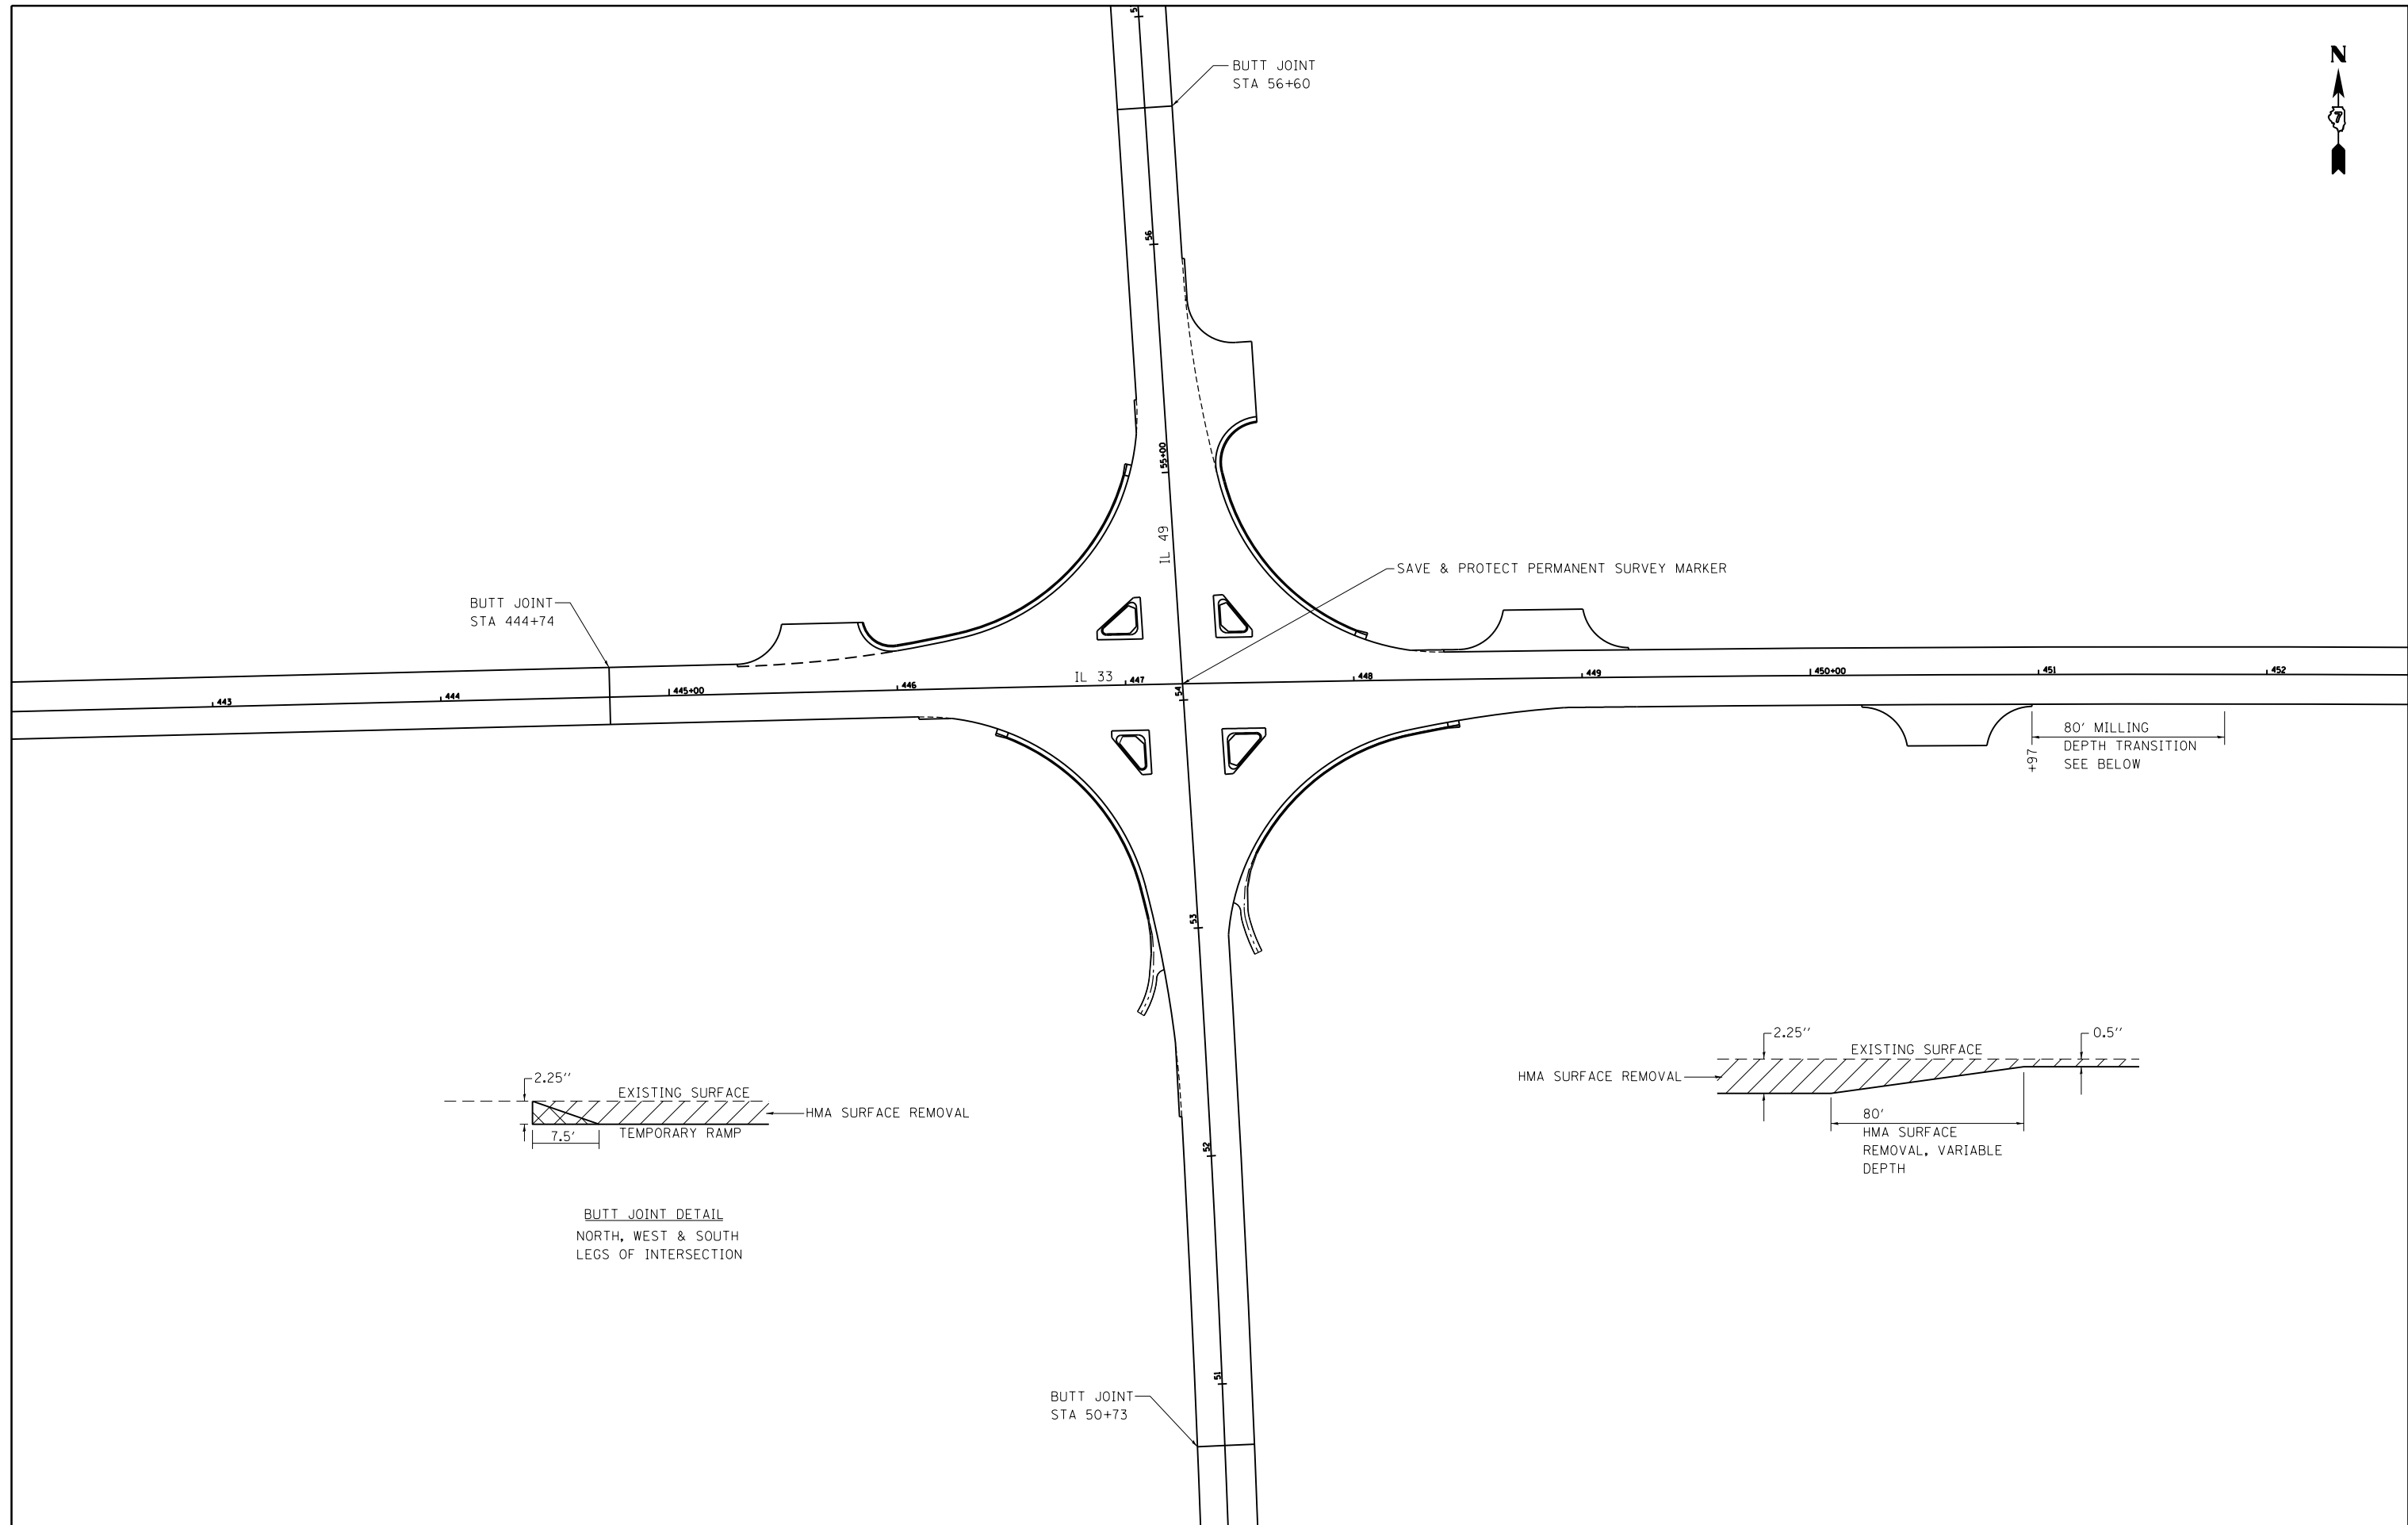 5
BUTT JOINT
STA 56+60
N
7
56
55+00
IL 49
SAVE & PROTECT PERMANENT SURVEY MARKER
BUTT JOINT
STA 444+74
IL 33
443
444
445+00
446
447
448
449
450+00
451
452
54
80' MILLING
DEPTH TRANSITION
SEE BELOW
+97
53
2.25''
EXISTING SURFACE
0.5''
HMA SURFACE REMOVAL
80'
HMA SURFACE
REMOVAL, VARIABLE
DEPTH
2.25''
EXISTING SURFACE
HMA SURFACE REMOVAL
7.5'
TEMPORARY RAMP
52
BUTT JOINT DETAIL
NORTH, WEST & SOUTH
LEGS OF INTERSECTION
51
BUTT JOINT
STA 50+73